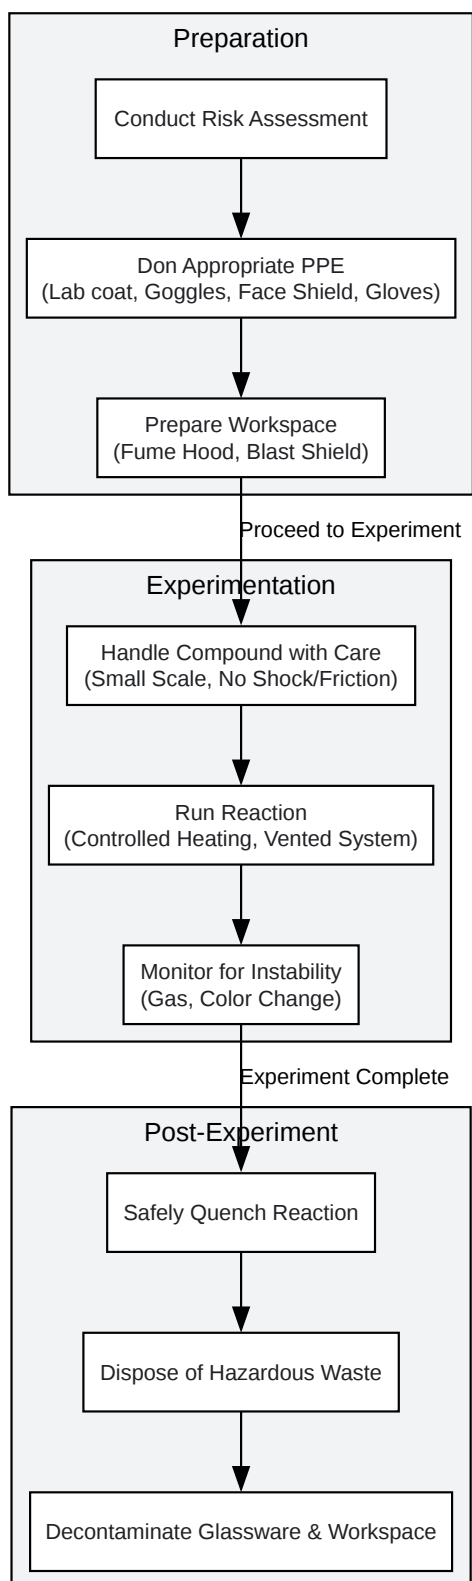 Preparation
Conduct Risk Assessment
Don Appropriate PPE
(Lab coat, Goggles, Face Shield, Gloves)
Prepare Workspace
(Fume Hood, Blast Shield)
Proceed to Experiment
Experimentation
Handle Compound with Care
(Small Scale, No Shock/Friction)
Run Reaction
(Controlled Heating, Vented System)
Monitor for Instability
(Gas, Color Change)
Experiment Complete
Post-Experiment
Safely Quench Reaction
Dispose of Hazardous Waste
Decontaminate Glassware & Workspace